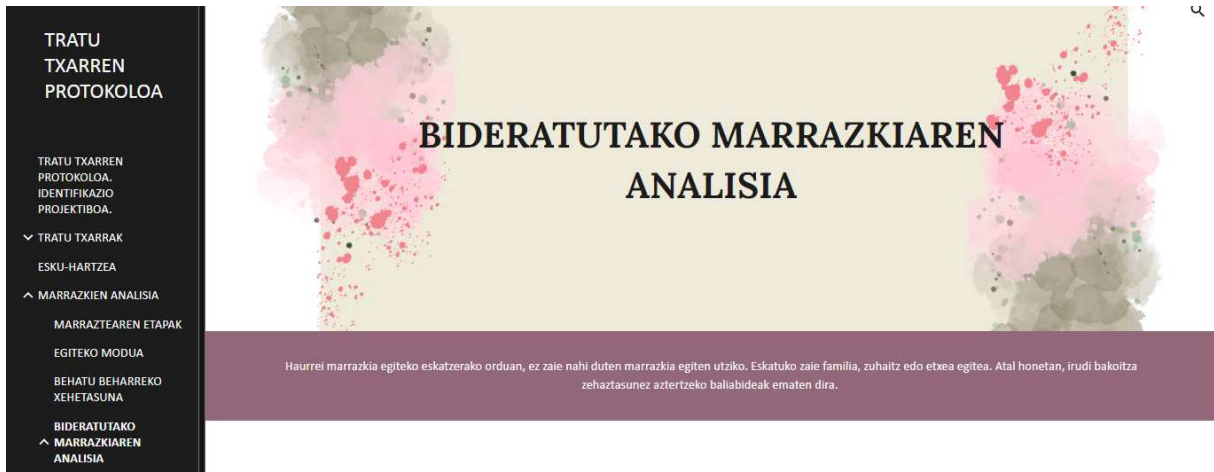 TRATU
TXARREN
PROTOKOLOA
TRATU TXARREN
PROTOKOLOA.
IDENTIFIKAZIO
PROJEKTIBOA.
TRATU TXARRAK
ESKU-HARTZEA
MARRAZKIEN ANALISIA
MARRAZTEAREN ETAPAK
EGITEKO MODUA
BEHATU BEHARREKO
XEHETASUNA
BIDERATUTAKO
MARRAZKIAREN
ANALISIA
BIDERATUTAKO MARRAZKIAREN
ANALISIA
Haurrei marrazkia egiteko eskatzerako orduan, ez zaie nahi duten marrazkia egiten utziko. Eskatuko zaie familia, zuhaitz edo etxea egitea. Atal honetan, irudi bakoitza
zehaztasunez aztertzeko baliabideak ematen dira.